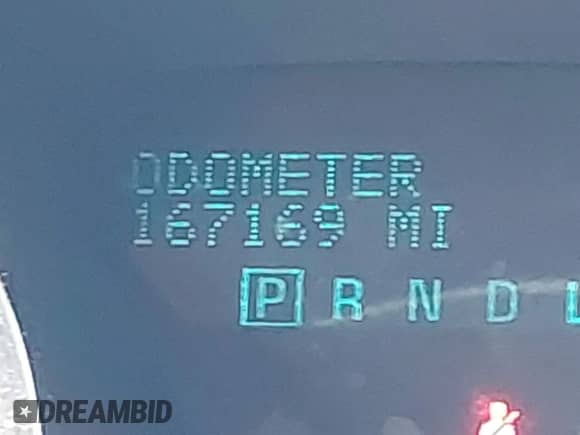 ODOMETER
167169 MI
P R N D L
DREAMBID